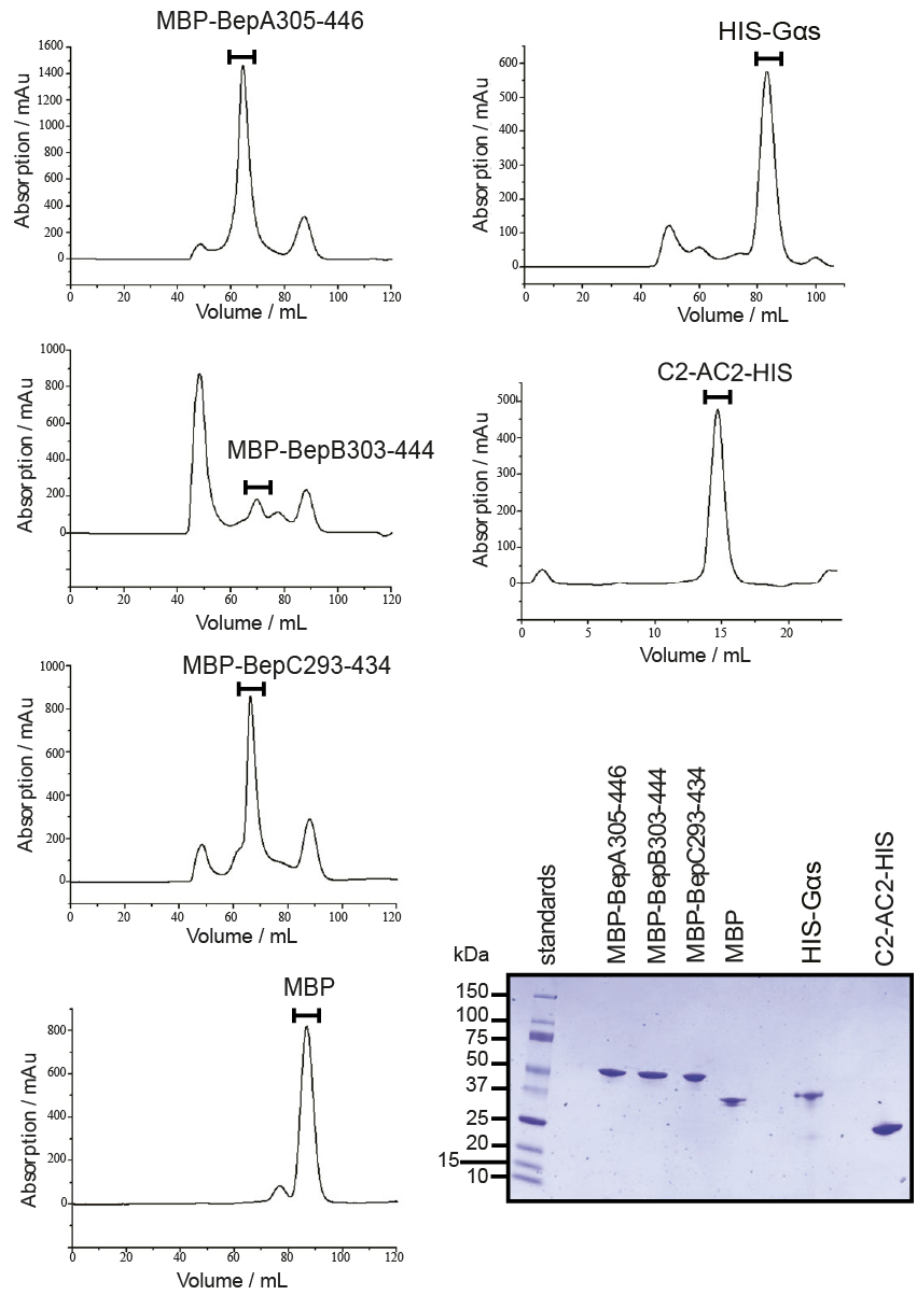 MBP-BepA305-446
Absorption / mAu
1600
1400
1200
1000
800
600
400
200
0
0 20 40 60 80 100 120
Volume / mL
HIS-Gαs
Absorption / mAu
600
500
400
300
200
100
0
0 20 40 60 80 100
Volume / mL
MBP-BepB303-444
Absorption / mAu
1000
800
600
400
200
0
0 20 40 60 80 100 120
Volume / mL
C2-AC2-HIS
Absorption / mAu
500
400
300
200
100
0
0 5 10 15 20
Volume / mL
MBP-BepC293-434
Absorption / mAu
1000
800
600
400
200
0
0 20 40 60 80 100 120
Volume / mL
MBP
Absorption / mAu
800
600
400
200
0
0 20 40 60 80 100 120
Volume / mL
kDa
standards
MBP-BepA305-446
MBP-BepB303-444
MBP-BepC293-434
MBP
HIS-Gαs
C2-AC2-HIS
150
100
75
50
37
25
20
15
10